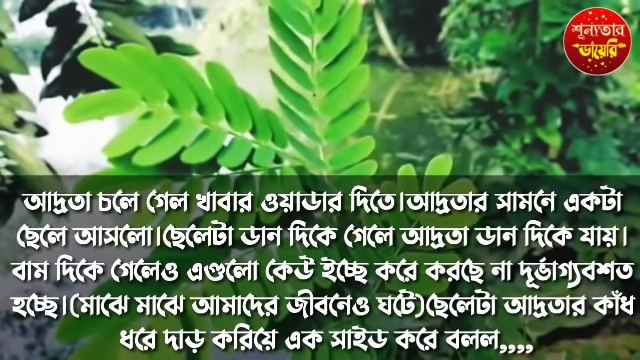 শূন্যতার
ডায়েরি
আদ্রতা চলে গেল খাবার ওয়াডার দিতে।আদ্রতার সামনে একটা
ছেলে আসলো।ছেলেটা ডান দিকে গেলে আদ্রতা ডান দিকে যায়।
বাম দিকে গেলেও এগুলো কেউ ইচ্ছে করে করছে না দূর্ভাগ্যবশত
হচ্ছে।(মাঝে মাঝে আমাদের জীবনেও ঘটে)ছেলেটা আদ্রতার কাঁধ
ধরে দাড় করিয়ে এক সাইড করে বলল,,,,